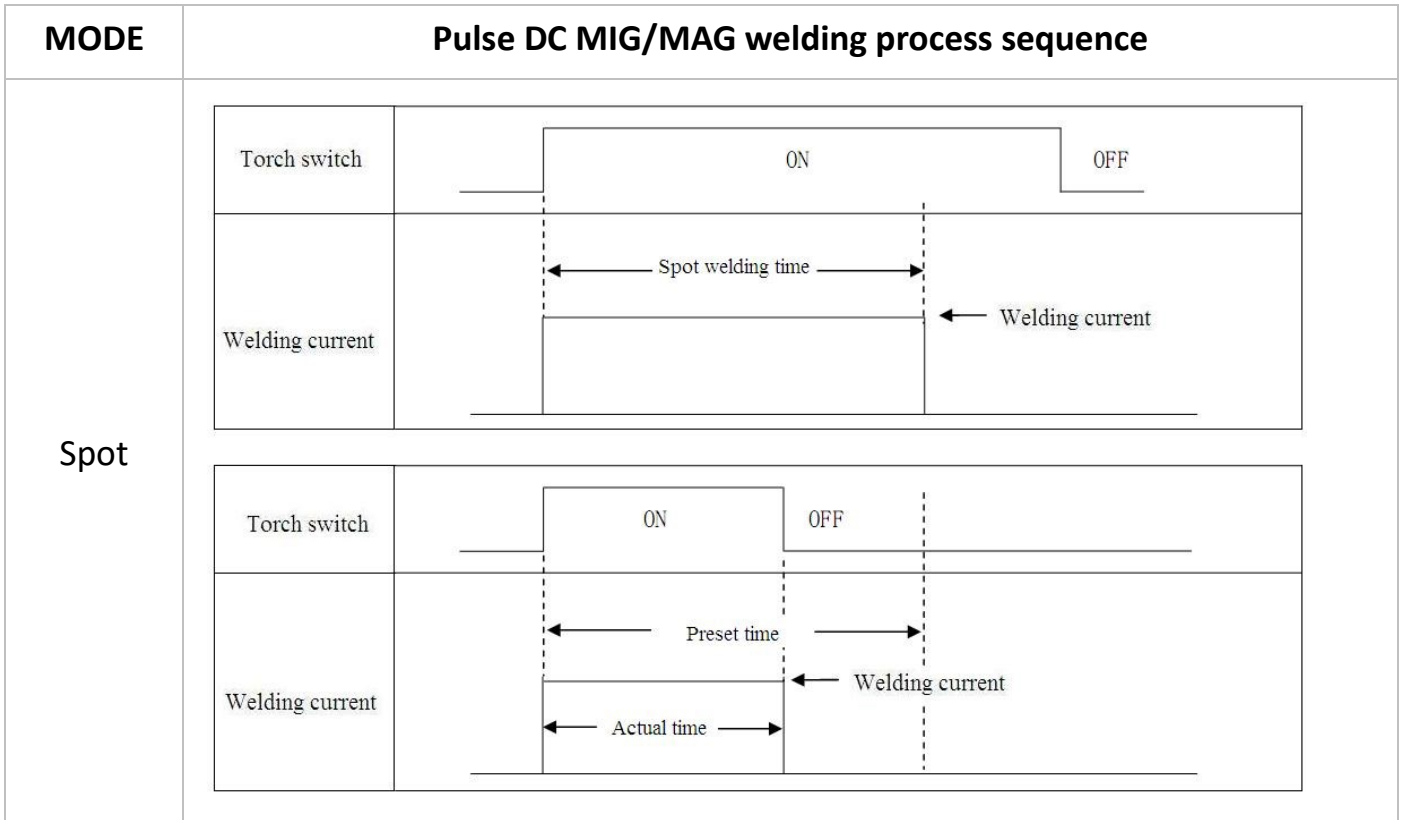 MODE
Pulse DC MIG/MAG welding process sequence
Spot
Torch switch
ON
OFF
Spot welding time
Welding current
Welding current
Torch switch
ON
OFF
Preset time
Welding current
Welding current
Actual time